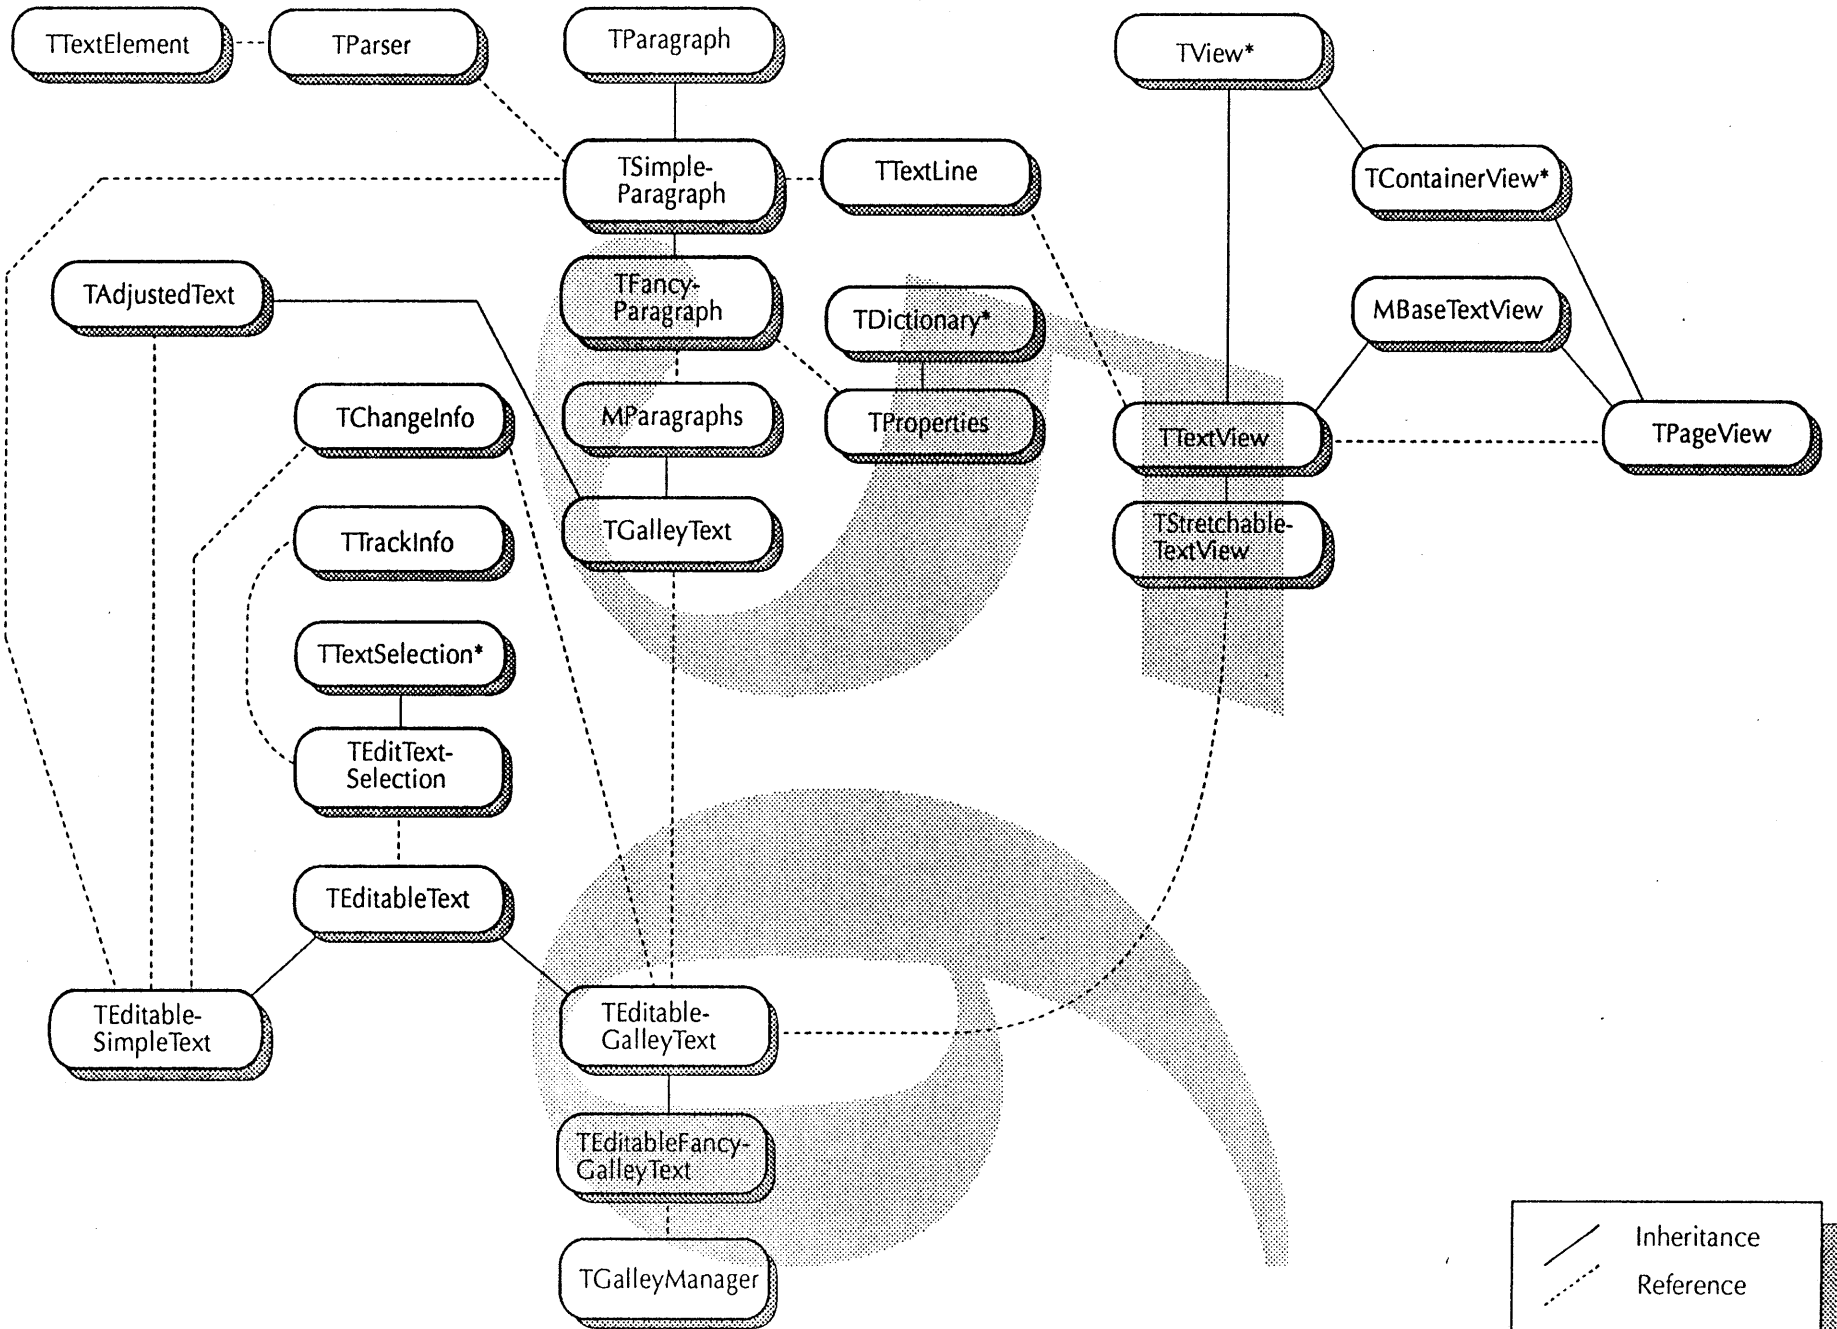 TTextElement
TParser
TParagraph
TView*
TSimple-
Paragraph
TTextLine
TContainerView*
TAdjustedText
TFancy-
Paragraph
TDictionary*
MBaseTextView
TChangeInfo
MParagraphs
TProperties
TTextView
TPageView
TTrackInfo
TGalleyText
TStretchable-
TextView
TTextSelection*
TEditText-
Selection
TEditableText
TEditable-
SimpleText
TEditable-
GalleyText
TEditableFancy-
GalleyText
TGalleyManager
Inheritance
Reference